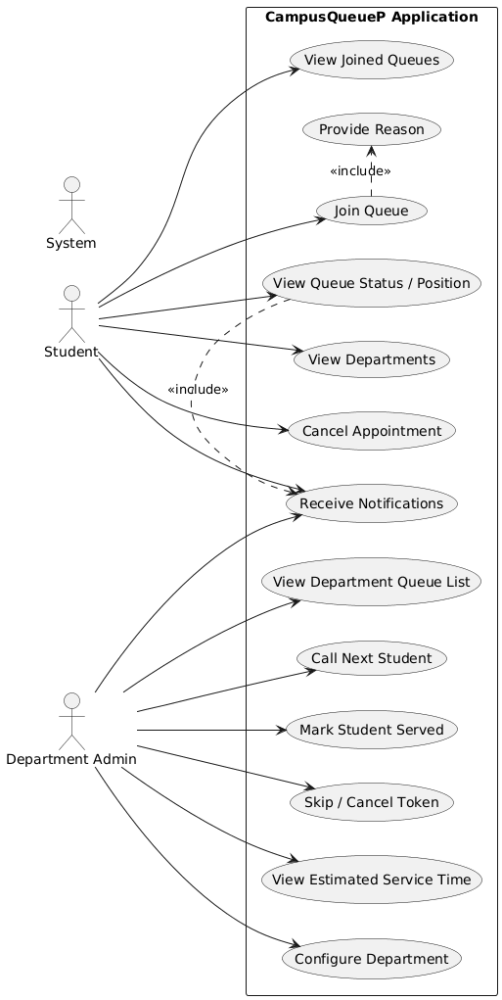 CampusQueueP Application
View Joined Queues
Provide Reason
«include»
Join Queue
System
View Queue Status / Position
Student
View Departments
«include»
Cancel Appointment
Receive Notifications
View Department Queue List
Call Next Student
Mark Student Served
Department Admin
Skip / Cancel Token
View Estimated Service Time
Configure Department